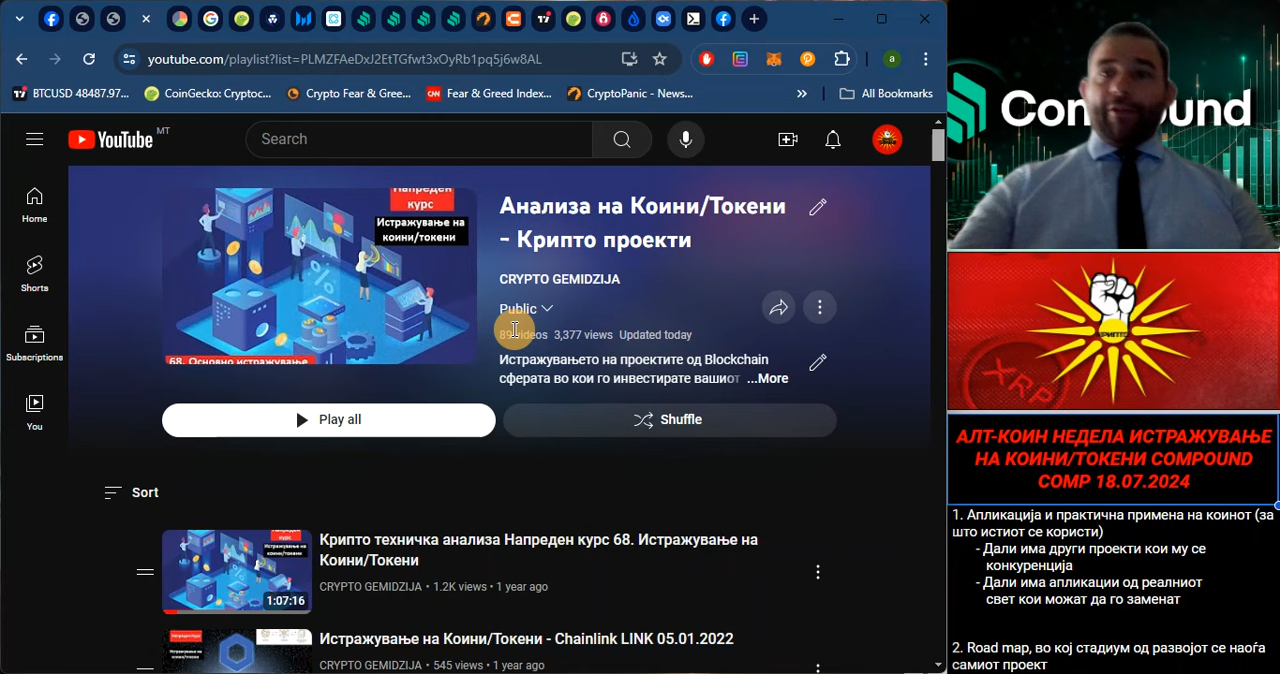 youtube.com/playlist?list=PLMZFAeDxJ2EtTGfwt3xOyRb1pq5j6w8AL
a
BTCUSD 48487.97...
CoinGecko: Cryptoc...
Crypto Fear & Gree...
Fear & Greed Index...
CryptoPanic - News...
All Bookmarks
YouTube MT
Search
Home
Shorts
Subscriptions
You
Напреден
курс
Истражување на
коини/токени
68. Основно истражување
Анализа на Коини/Токени
- Крипто проекти
CRYPTO GEMIDZIJA
Public
89 videos 3,377 views Updated today
Истражувањето на проектите од Blockchain
сферата во кои го инвестирате вашиот ...More
Play all
Shuffle
Sort
1:07:16
Крипто техничка анализа Напреден курс 68. Истражување на
Коини/Токени
CRYPTO GEMIDZIJA • 1.2K views • 1 year ago
Истражување на Коини/Токени - Chainlink LINK 05.01.2022
CRYPTO GEMIDZIJA • 545 views • 1 year ago
XRP
АЛТ-КОИН НЕДЕЛА ИСТРАЖУВАЊЕ
НА КОИНИ/ТОКЕНИ COMPOUND
COMP 18.07.2024
1. Апликација и практична примена на коинот (за
што истиот се користи)
- Дали има други проекти кои му се
конкуренција
- Дали има апликации од реалниот
свет кои можат да го заменат
2. Road map, во кој стадиум од развојот се наоѓа
самиот проект